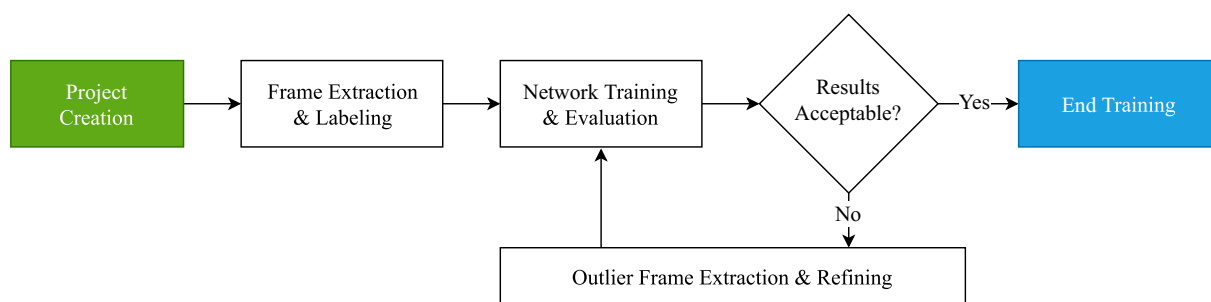 Project
Creation
Frame Extraction
& Labeling
Network Training
& Evaluation
Results
Acceptable?
Yes
End Training
No
Outlier Frame Extraction & Refining